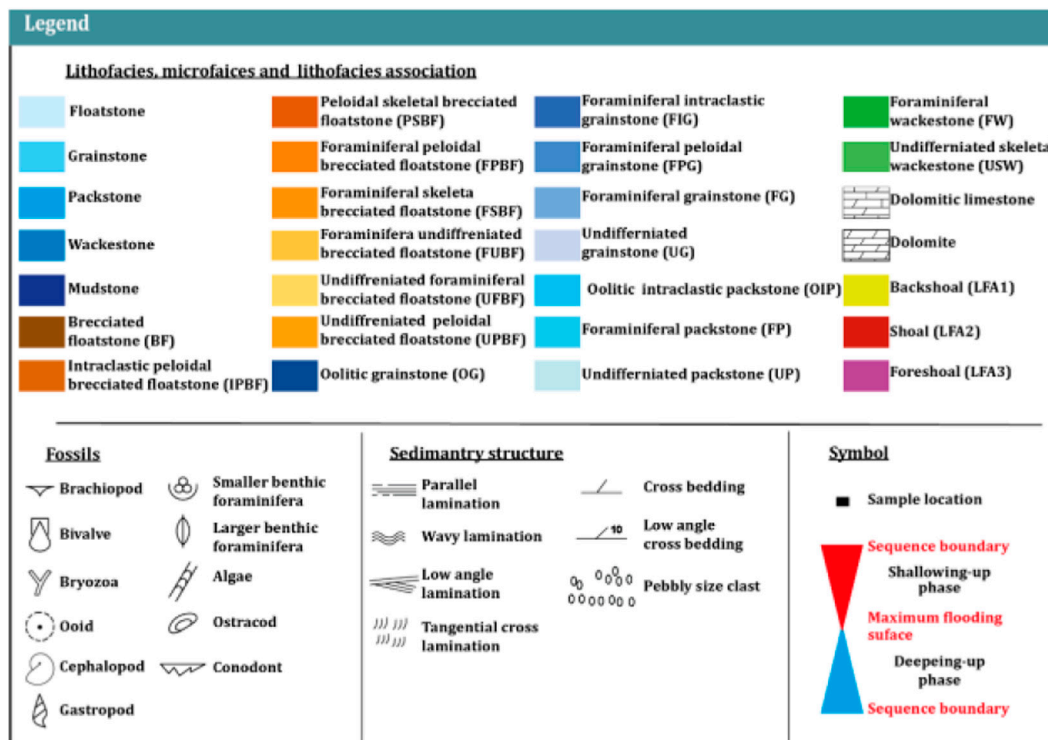 Legend
Lithofacies, microfaices and lithofacies association
Floatstone
Grainstone
Packstone
Wackestone
Mudstone
Brecciated
floatstone (BF)
Intraclastic peloidal
brecciated floatstone (IPBF)
Peloidal skeletal brecciated
floatstone (PSBF)
Foraminiferal peloidal
brecciated floatstone (FPBF)
Foraminiferal skeleta
brecciated floatstone (FSBF)
Foraminifera undiffreniated
brecciated floatstone (FUBF)
Undiffreniated foraminiferal
brecciated floatstone (UFBF)
Undiffreniated peloidal
brecciated floatstone (UPBF)
Oolitic grainstone (OG)
Foraminiferal intraclastic
grainstone (FIG)
Foraminiferal peloidal
grainstone (FPG)
Foraminiferal grainstone (FG)
Undifferniated
grainstone (UG)
Oolitic intraclastic packstone (OIP)
Foraminiferal packstone (FP)
Undifferniated packstone (UP)
Foraminiferal
wackestone (FW)
Undifferniated skeleta
wackestone (USW)
Dolomitic limestone
Dolomite
Backshoal (LFA1)
Shoal (LFA2)
Foreshoal (LFA3)
Fossils
Brachiopod
Bivalve
Bryozoa
Ooid
Cephalopod
Gastropod
Smaller benthic
foraminifera
Larger benthic
foraminifera
Algae
Ostracod
Conodont
Sedimantry structure
Parallel
lamination
Wavy lamination
Low angle
lamination
Tangential cross
lamination
Cross bedding
10
Low angle
cross bedding
Pebbly size clast
Symbol
Sample location
Sequence boundary
Shallowing-up
phase
Maximum flooding
suface
Deepeing-up
phase
Sequence boundary